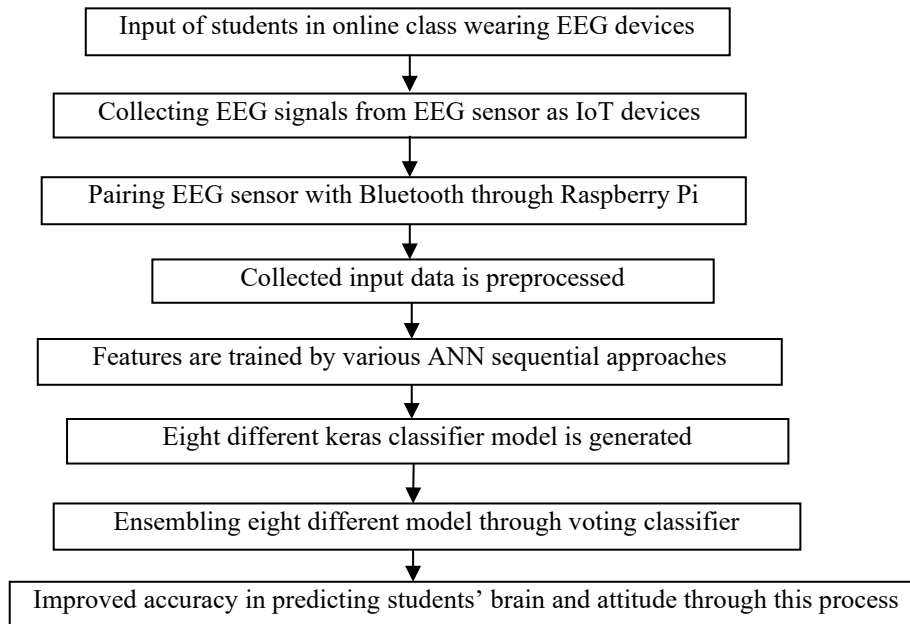 Input of students in online class wearing EEG devices
Collecting EEG signals from EEG sensor as IoT devices
Pairing EEG sensor with Bluetooth through Raspberry Pi
Collected input data is preprocessed
Features are trained by various ANN sequential approaches
Eight different keras classifier model is generated
Ensembling eight different model through voting classifier
Improved accuracy in predicting students’ brain and attitude through this process